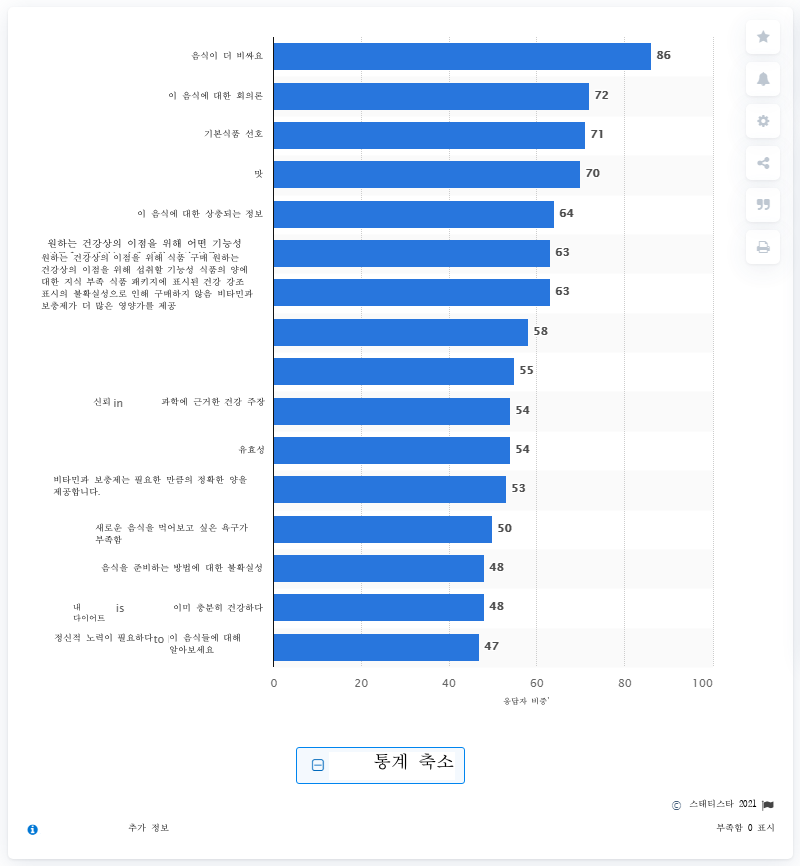 음식이 더 비싸요
86
이 음식에 대한 회의론
72
기본식품 선호
71
맛
70
이 음식에 대한 상충되는 정보
64
원하는 건강상의 이점을 위해 어떤 기능성
63
원하는 건강상의 이점을 위해 식품 구매 원하는
건강상의 이점을 위해 섭취할 기능성 식품의 양에
대한 지식 부족 식품 패키지에 표시된 건강 강조
표시의 불확실성으로 인해 구매하지 않음 비타민과
보충제가 더 많은 영양가를 제공
63
58
55
신뢰 in 과학에 근거한 건강 주장
54
유효성
54
비타민과 보충제는 필요한 만큼의 정확한 양을
제공합니다.
53
새로운 음식을 먹어보고 싶은 욕구가
부족함
50
음식을 준비하는 방법에 대한 불확실성
48
내 is 이미 충분히 건강하다
다이어트
48
정신적 노력이 필요하다 to 이 음식들에 대해
알아보세요
47
0 20 40 60 80 100
응답자 비중*
통계 축소
© 스태티스타 2021
추가 정보
부족함 0 표시